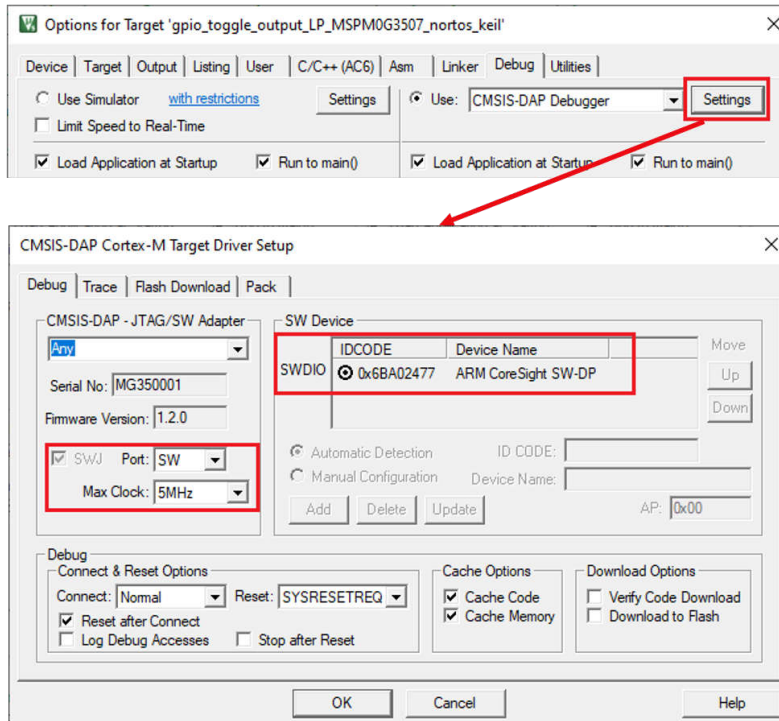 Options for Target 'gpio_toggle_output_LP_MSPM0G3507_nortos_keil'
Device Target Output Listing User C/C++ (AC6) Asm Linker Debug Utilities
Use Simulator with restrictions Settings Use: CMSIS-DAP Debugger Settings
Limit Speed to Real-Time
Load Application at Startup Run to main() Load Application at Startup Run to main()
CMSIS-DAP Cortex-M Target Driver Setup
Debug Trace Flash Download Pack
CMSIS-DAP - JTAG/SW Adapter
Any
Serial No: MG350001
Firmware Version: 1.2.0
SWJ Port: SW
Max Clock: 5MHz
SW Device
IDCODE Device Name Move
SWDIO 0x6BA02477 ARM CoreSight SW-DP Up
Down
Automatic Detection ID CODE:
Manual Configuration Device Name:
Add Delete Update AP: 0x00
Debug
Connect & Reset Options
Connect: Normal Reset: SYSRESETREQ
Reset after Connect
Log Debug Accesses Stop after Reset
Cache Options
Cache Code
Cache Memory
Download Options
Verify Code Download
Download to Flash
OK Cancel Help